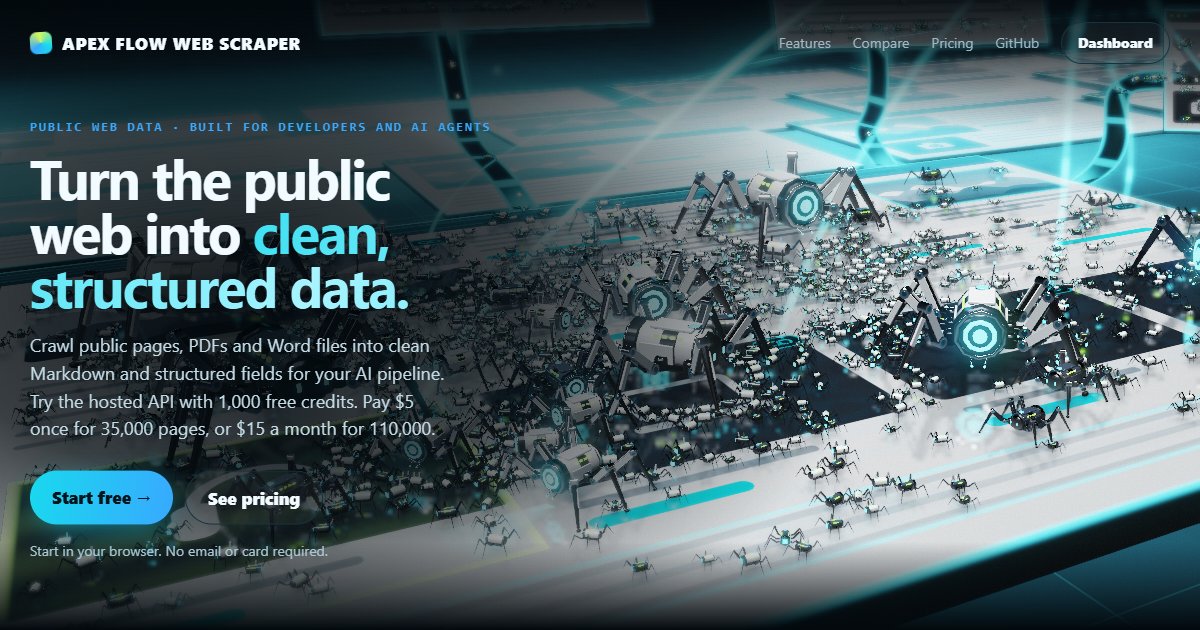 APEX FLOW WEB SCRAPER
Features
Compare
Pricing
GitHub
Dashboard
PUBLIC WEB DATA · BUILT FOR DEVELOPERS AND AI AGENTS
Turn the public
web into clean,
structured data.
Crawl public pages, PDFs and Word files into clean
Markdown and structured fields for your AI pipeline.
Try the hosted API with 1,000 free credits. Pay $5
once for 35,000 pages, or $15 a month for 110,000.
Start free →
See pricing
Start in your browser. No email or card required.